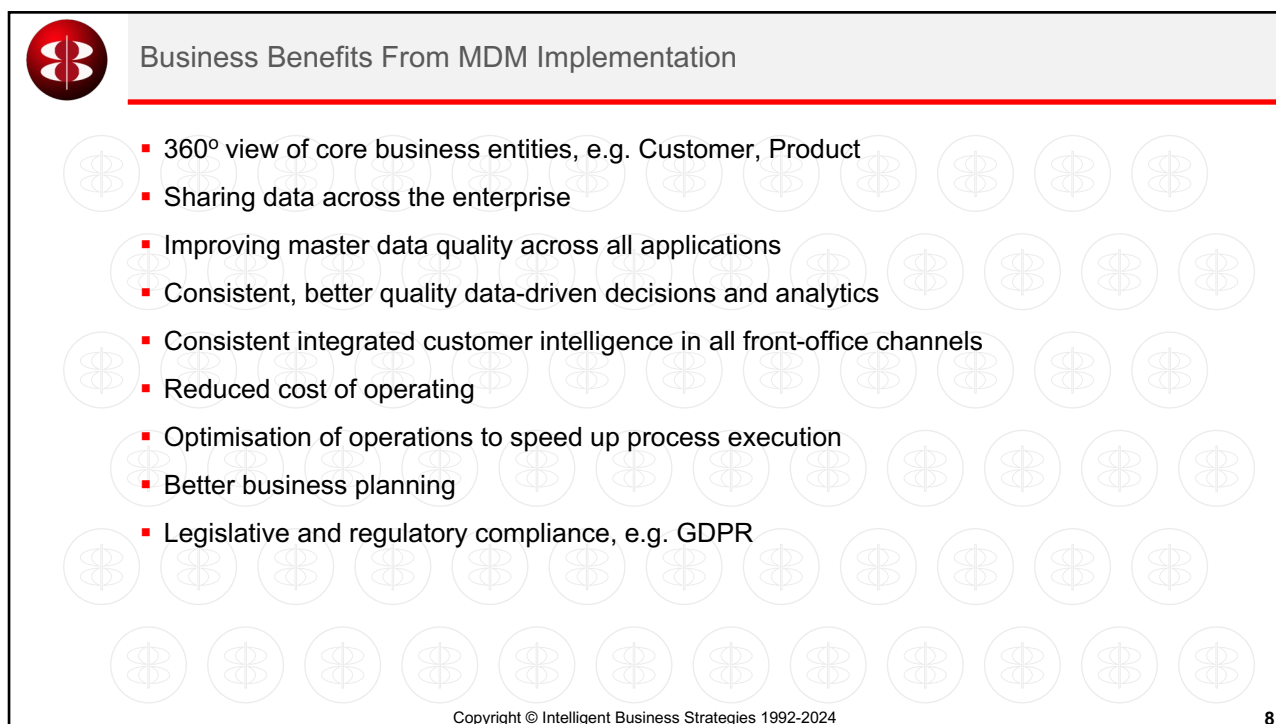 Business Benefits From MDM Implementation
▪ 360º view of core business entities, e.g. Customer, Product
▪ Sharing data across the enterprise
▪ Improving master data quality across all applications
▪ Consistent, better quality data-driven decisions and analytics
▪ Consistent integrated customer intelligence in all front-office channels
▪ Reduced cost of operating
▪ Optimisation of operations to speed up process execution
▪ Better business planning
▪ Legislative and regulatory compliance, e.g. GDPR
Copyright © Intelligent Business Strategies 1992-2024
8